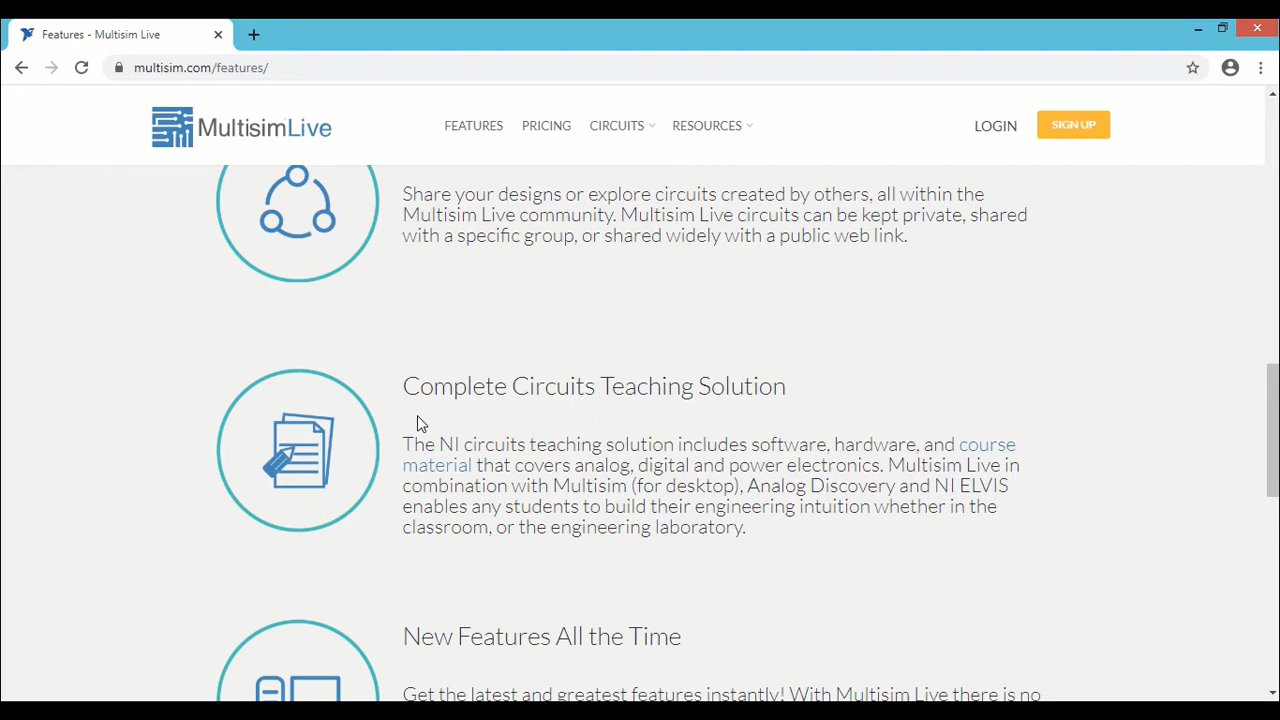 Features - Multisim Live
multisim.com/features/
MultisimLive
FEATURES PRICING CIRCUITS RESOURCES LOGIN SIGN UP
Share your designs or explore circuits created by others, all within the
Multisim Live community. Multisim Live circuits can be kept private, shared
with a specific group, or shared widely with a public web link.
Complete Circuits Teaching Solution
The NI circuits teaching solution includes software, hardware, and course
material that covers analog, digital and power electronics. Multisim Live in
combination with Multisim (for desktop), Analog Discovery and NI ELVIS
enables any students to build their engineering intuition whether in the
classroom, or the engineering laboratory.
New Features All the Time
Get the latest and greatest features instantly! With Multisim Live there is no